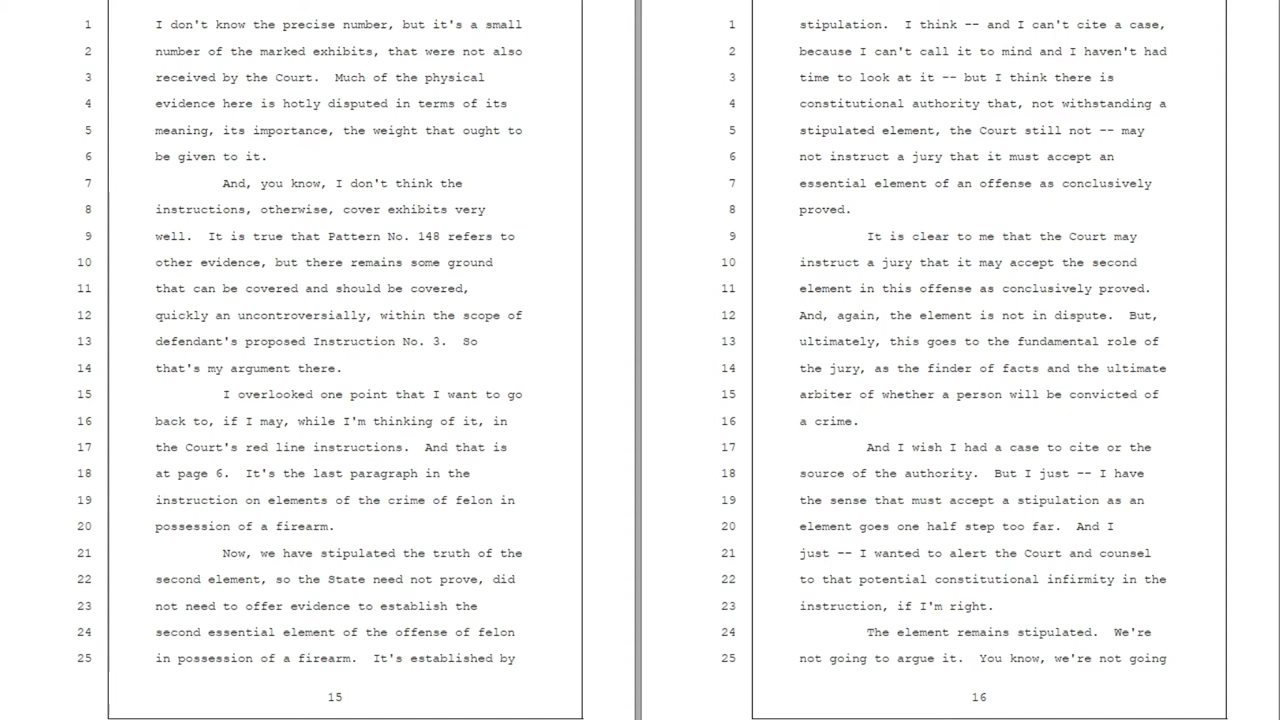 1 I don't know the precise number, but it's a small
2 number of the marked exhibits, that were not also
3 received by the Court. Much of the physical
4 evidence here is hotly disputed in terms of its
5 meaning, its importance, the weight that ought to
6 be given to it.
7 And, you know, I don't think the
8 instructions, otherwise, cover exhibits very
9 well. It is true that Pattern No. 148 refers to
10 other evidence, but there remains some ground
11 that can be covered and should be covered,
12 quickly an uncontroversially, within the scope of
13 defendant's proposed Instruction No. 3. So
14 that's my argument there.
15 I overlooked one point that I want to go
16 back to, if I may, while I'm thinking of it, in
17 the Court's red line instructions. And that is
18 at page 6. It's the last paragraph in the
19 instruction on elements of the crime of felon in
20 possession of a firearm.
21 Now, we have stipulated the truth of the
22 second element, so the State need not prove, did
23 not need to offer evidence to establish the
24 second essential element of the offense of felon
25 in possession of a firearm. It's established by
15
1 stipulation. I think -- and I can't cite a case,
2 because I can't call it to mind and I haven't had
3 time to look at it -- but I think there is
4 constitutional authority that, not withstanding a
5 stipulated element, the Court still not -- may
6 not instruct a jury that it must accept an
7 essential element of an offense as conclusively
8 proved.
9 It is clear to me that the Court may
10 instruct a jury that it may accept the second
11 element in this offense as conclusively proved.
12 And, again, the element is not in dispute. But,
13 ultimately, this goes to the fundamental role of
14 the jury, as the finder of facts and the ultimate
15 arbiter of whether a person will be convicted of
16 a crime.
17 And I wish I had a case to cite or the
18 source of the authority. But I just -- I have
19 the sense that must accept a stipulation as an
20 element goes one half step too far. And I
21 just -- I wanted to alert the Court and counsel
22 to that potential constitutional infirmity in the
23 instruction, if I'm right.
24 The element remains stipulated. We're
25 not going to argue it. You know, we're not going
16